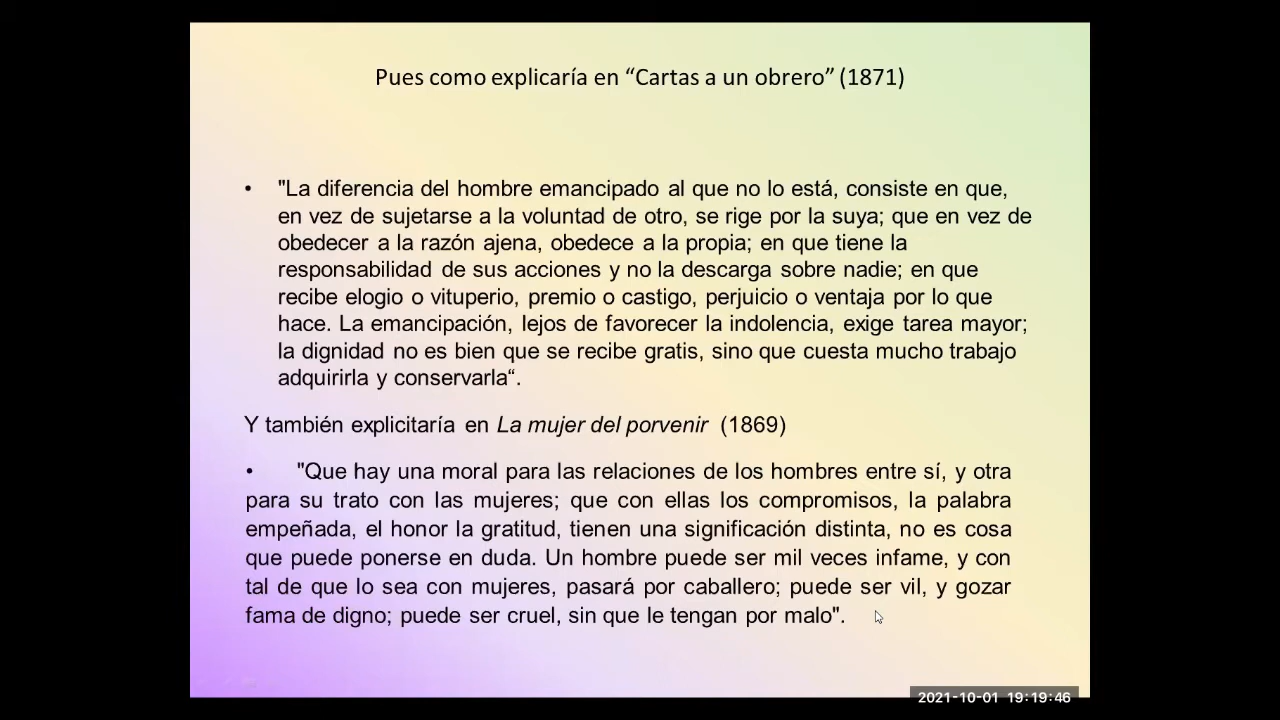 Pues como explicaría en “Cartas a un obrero” (1871)
• "La diferencia del hombre emancipado al que no lo está, consiste en que,
en vez de sujetarse a la voluntad de otro, se rige por la suya; que en vez de
obedecer a la razón ajena, obedece a la propia; en que tiene la
responsabilidad de sus acciones y no la descarga sobre nadie; en que
recibe elogio o vituperio, premio o castigo, perjuicio o ventaja por lo que
hace. La emancipación, lejos de favorecer la indolencia, exige tarea mayor;
la dignidad no es bien que se recibe gratis, sino que cuesta mucho trabajo
adquirirla y conservarla“.
Y también explicitaría en La mujer del porvenir (1869)
• "Que hay una moral para las relaciones de los hombres entre sí, y otra
para su trato con las mujeres; que con ellas los compromisos, la palabra
empeñada, el honor la gratitud, tienen una significación distinta, no es cosa
que puede ponerse en duda. Un hombre puede ser mil veces infame, y con
tal de que lo sea con mujeres, pasará por caballero; puede ser vil, y gozar
fama de digno; puede ser cruel, sin que le tengan por malo".
2021-10-01 19:19:46